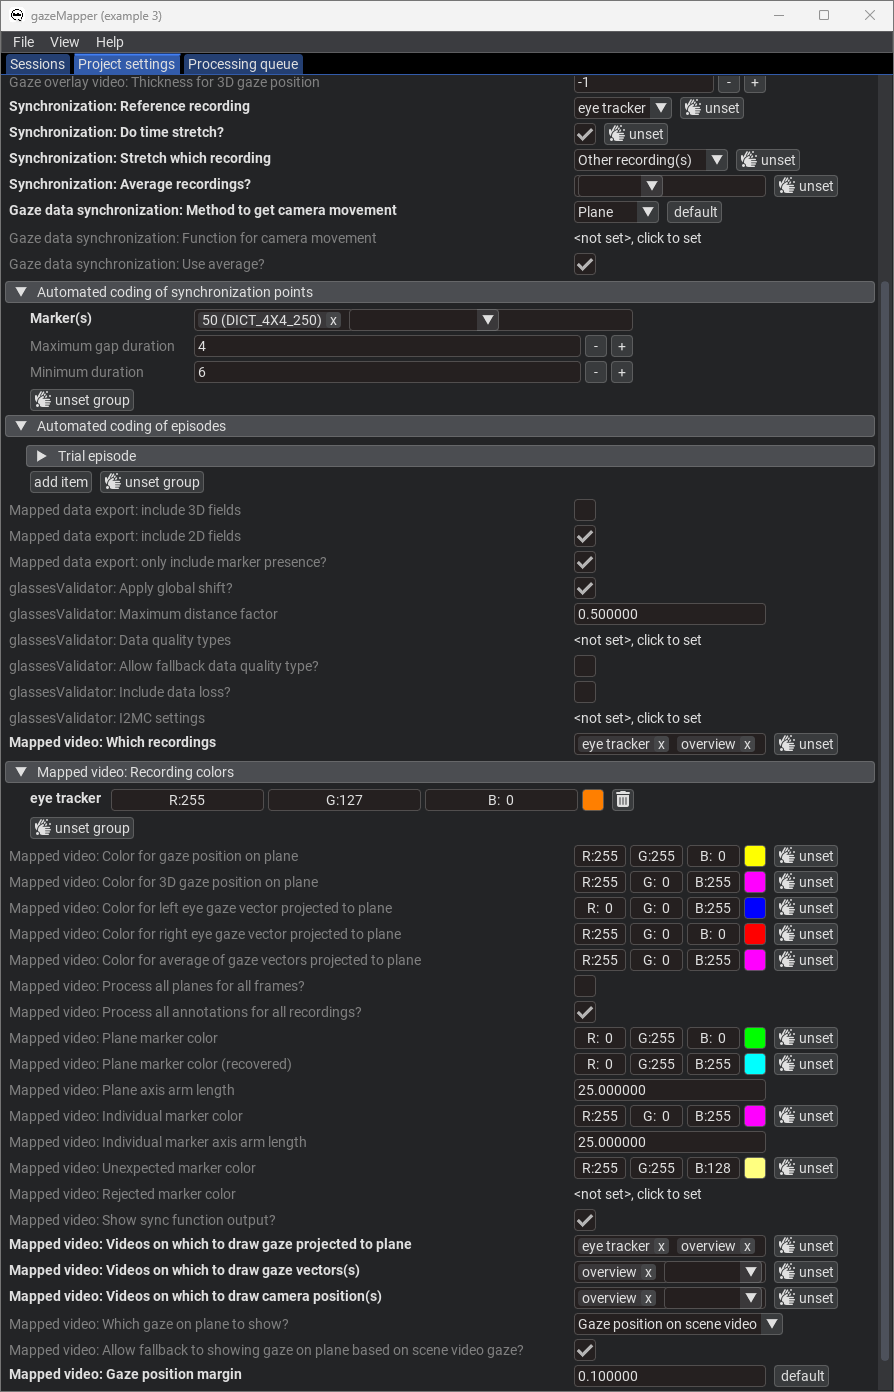 gazeMapper (example 3)
File View Help
Sessions Project settings Processing queue
Gaze overlay video: Thickness for 3D gaze position -1 - +
Synchronization: Reference recording eye tracker unset
Synchronization: Do time stretch? unset
Synchronization: Stretch which recording Other recording(s) unset
Synchronization: Average recordings? unset
Gaze data synchronization: Method to get camera movement Plane default
Gaze data synchronization: Function for camera movement <not set>, click to set
Gaze data synchronization: Use average?
Automated coding of synchronization points
Marker(s) 50 (DICT_4X4_250) x
Maximum gap duration 4 - +
Minimum duration 6 - +
unset group
Automated coding of episodes
Trial episode
add item unset group
Mapped data export: include 3D fields
Mapped data export: include 2D fields
Mapped data export: only include marker presence?
glassesValidator: Apply global shift?
glassesValidator: Maximum distance factor 0.500000
glassesValidator: Data quality types <not set>, click to set
glassesValidator: Allow fallback data quality type?
glassesValidator: Include data loss?
glassesValidator: I2MC settings <not set>, click to set
Mapped video: Which recordings eye tracker x overview x unset
Mapped video: Recording colors
eye tracker R:255 G:127 B: 0
unset group
Mapped video: Color for gaze position on plane R:255 G:255 B: 0 unset
Mapped video: Color for 3D gaze position on plane R:255 G: 0 B:255 unset
Mapped video: Color for left eye gaze vector projected to plane R: 0 G: 0 B:255 unset
Mapped video: Color for right eye gaze vector projected to plane R:255 G: 0 B: 0 unset
Mapped video: Color for average of gaze vectors projected to plane R:255 G: 0 B:255 unset
Mapped video: Process all planes for all frames?
Mapped video: Process all annotations for all recordings?
Mapped video: Plane marker color R: 0 G:255 B: 0 unset
Mapped video: Plane marker color (recovered) R: 0 G:255 B:255 unset
Mapped video: Plane axis arm length 25.000000
Mapped video: Individual marker color R:255 G: 0 B:255 unset
Mapped video: Individual marker axis arm length 25.000000
Mapped video: Unexpected marker color R:255 G:255 B:128 unset
Mapped video: Rejected marker color <not set>, click to set
Mapped video: Show sync function output?
Mapped video: Videos on which to draw gaze projected to plane eye tracker x overview x unset
Mapped video: Videos on which to draw gaze vectors(s) overview x unset
Mapped video: Videos on which to draw camera position(s) overview x unset
Mapped video: Which gaze on plane to show? Gaze position on scene video
Mapped video: Allow fallback to showing gaze on plane based on scene video gaze?
Mapped video: Gaze position margin 0.100000 default